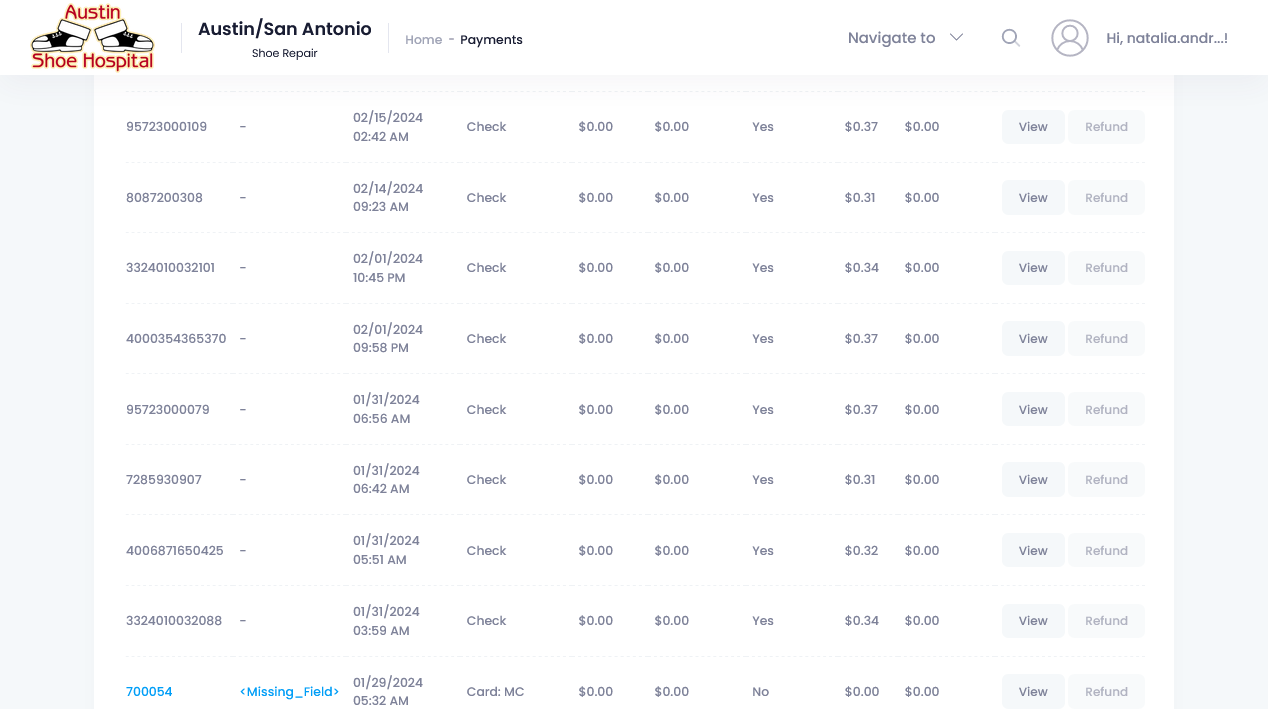 Austin
Shoe Hospital
Austin/San Antonio
Shoe Repair
Home - Payments
Navigate to
Hi, natalia.andr...!
95723000109 - 02/15/2024 02:42 AM Check $0.00 $0.00 Yes $0.37 $0.00 View Refund
8087200308 - 02/14/2024 09:23 AM Check $0.00 $0.00 Yes $0.31 $0.00 View Refund
3324010032101 - 02/01/2024 10:45 PM Check $0.00 $0.00 Yes $0.34 $0.00 View Refund
4000354365370 - 02/01/2024 09:58 PM Check $0.00 $0.00 Yes $0.37 $0.00 View Refund
95723000079 - 01/31/2024 06:56 AM Check $0.00 $0.00 Yes $0.37 $0.00 View Refund
7285930907 - 01/31/2024 06:42 AM Check $0.00 $0.00 Yes $0.31 $0.00 View Refund
4006871650425 - 01/31/2024 05:51 AM Check $0.00 $0.00 Yes $0.32 $0.00 View Refund
3324010032088 - 01/31/2024 03:59 AM Check $0.00 $0.00 Yes $0.34 $0.00 View Refund
700054 <Missing_Field> 01/29/2024 05:32 AM Card: MC $0.00 $0.00 No $0.00 $0.00 View Refund